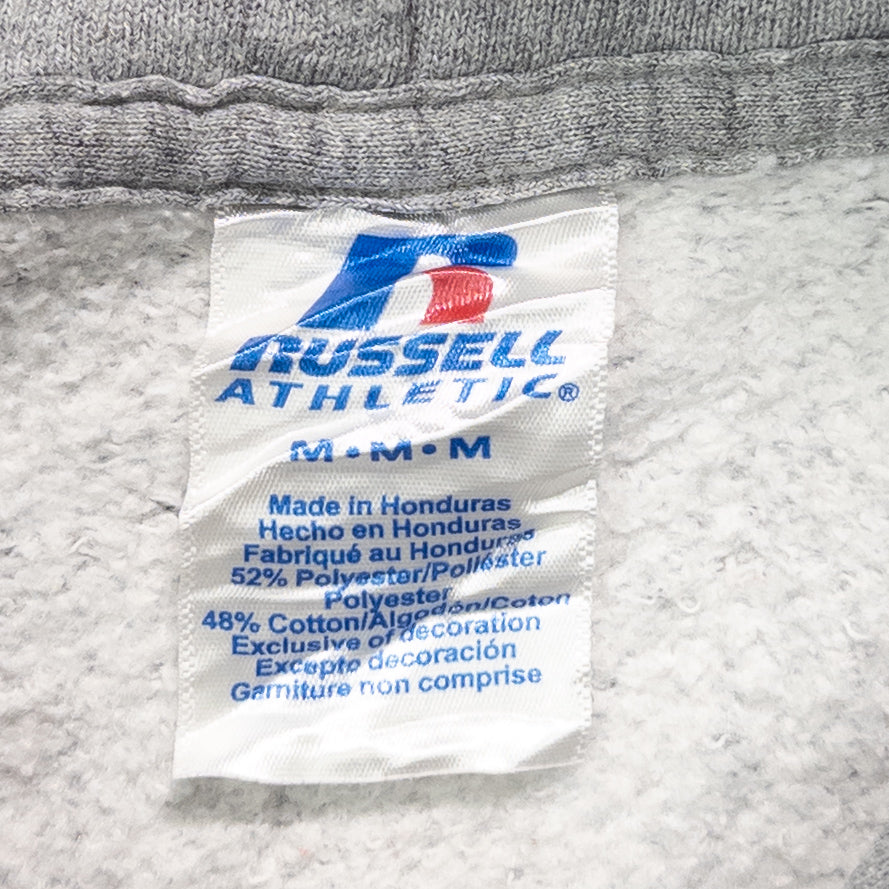 RUSSELL
ATHLETIC®
M • M • M
Made in Honduras
Hecho en Honduras
Fabriqué au Honduras
52% Polyester/Poliéster
Polyester
48% Cotton/Algodón/Coton
Exclusive of decoration
Excepto decoración
Garniture non comprise